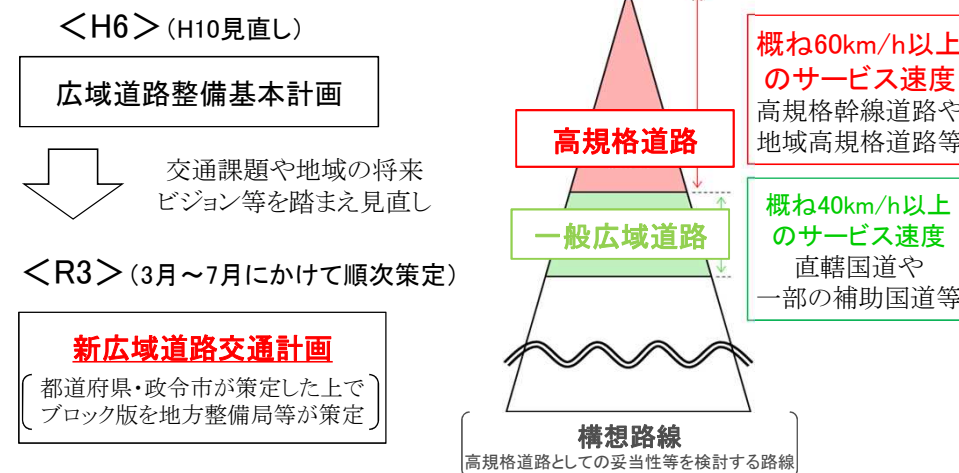 ＜H6＞(H10見直し)
広域道路整備基本計画
交通課題や地域の将来
ビジョン等を踏まえ見直し
＜R3＞(3月～7月にかけて順次策定)
新広域道路交通計画
都道府県・政令市が策定した上で
ブロック版を地方整備局等が策定
高規格道路
一般広域道路
構想路線
高規格道路としての妥当性等を検討する路線
概ね60km/h以上
のサービス速度
高規格幹線道路や
地域高規格道路等
概ね40km/h以上
のサービス速度
直轄国道や
一部の補助国道等